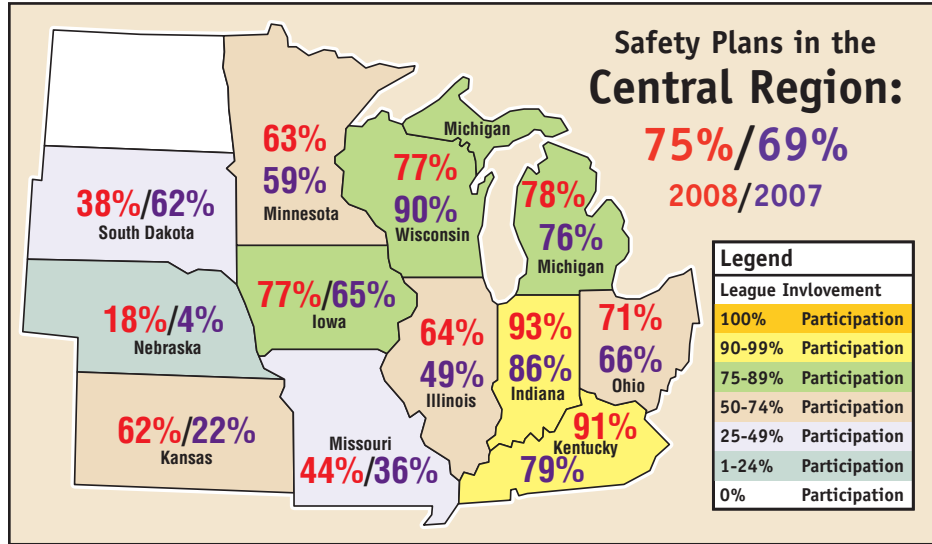 Safety Plans in the
Central Region:
75%/69%
2008/2007
63%
59%
Minnesota
Michigan
77%
90%
Wisconsin
78%
76%
Michigan
38%/62%
South Dakota
77%/65%
Iowa
18%/4%
Nebraska
64%
49%
Illinois
93%
86%
Indiana
71%
66%
Ohio
62%/22%
Kansas
Missouri
44%/36%
91%
Kentucky
79%
Legend
League Invlovement
100% Participation
90-99% Participation
75-89% Participation
50-74% Participation
25-49% Participation
1-24% Participation
0% Participation